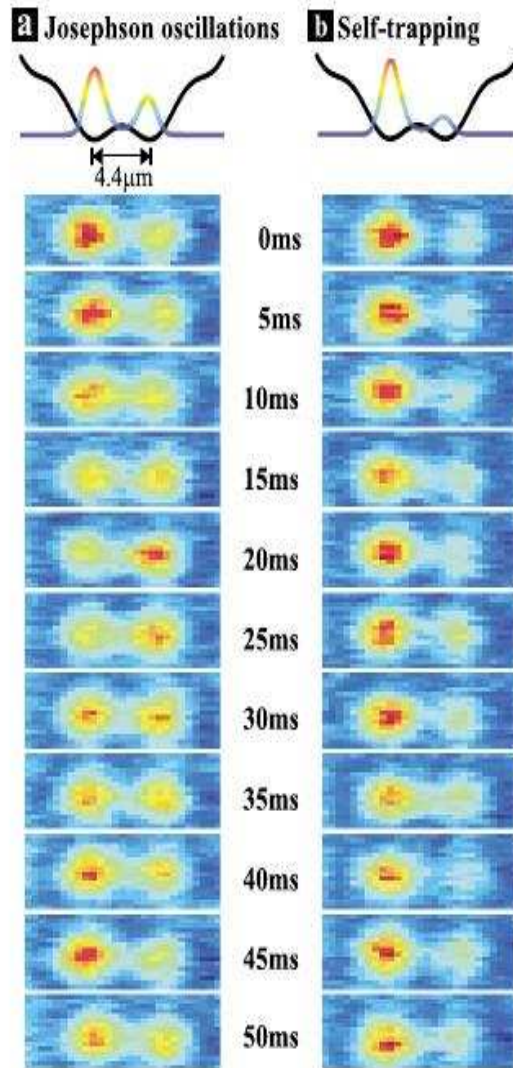 a Josephson oscillations
b Self-trapping
4.4μm
0ms
5ms
10ms
15ms
20ms
25ms
30ms
35ms
40ms
45ms
50ms